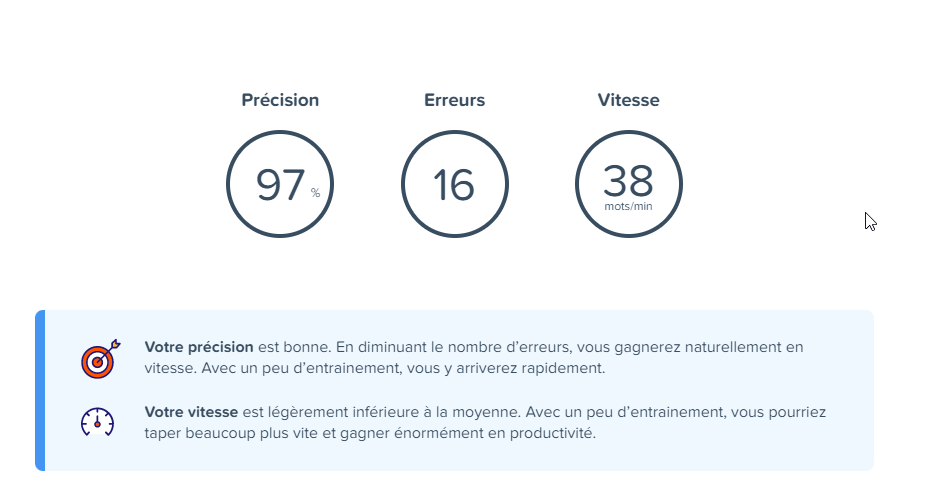 Précision Erreurs Vitesse
97 % 16 38
mots/min
Votre précision est bonne. En diminuant le nombre d’erreurs, vous gagnerez naturellement en
vitesse. Avec un peu d’entrainement, vous y arriverez rapidement.
Votre vitesse est légèrement inférieure à la moyenne. Avec un peu d’entrainement, vous pourriez
taper beaucoup plus vite et gagner énormément en productivité.